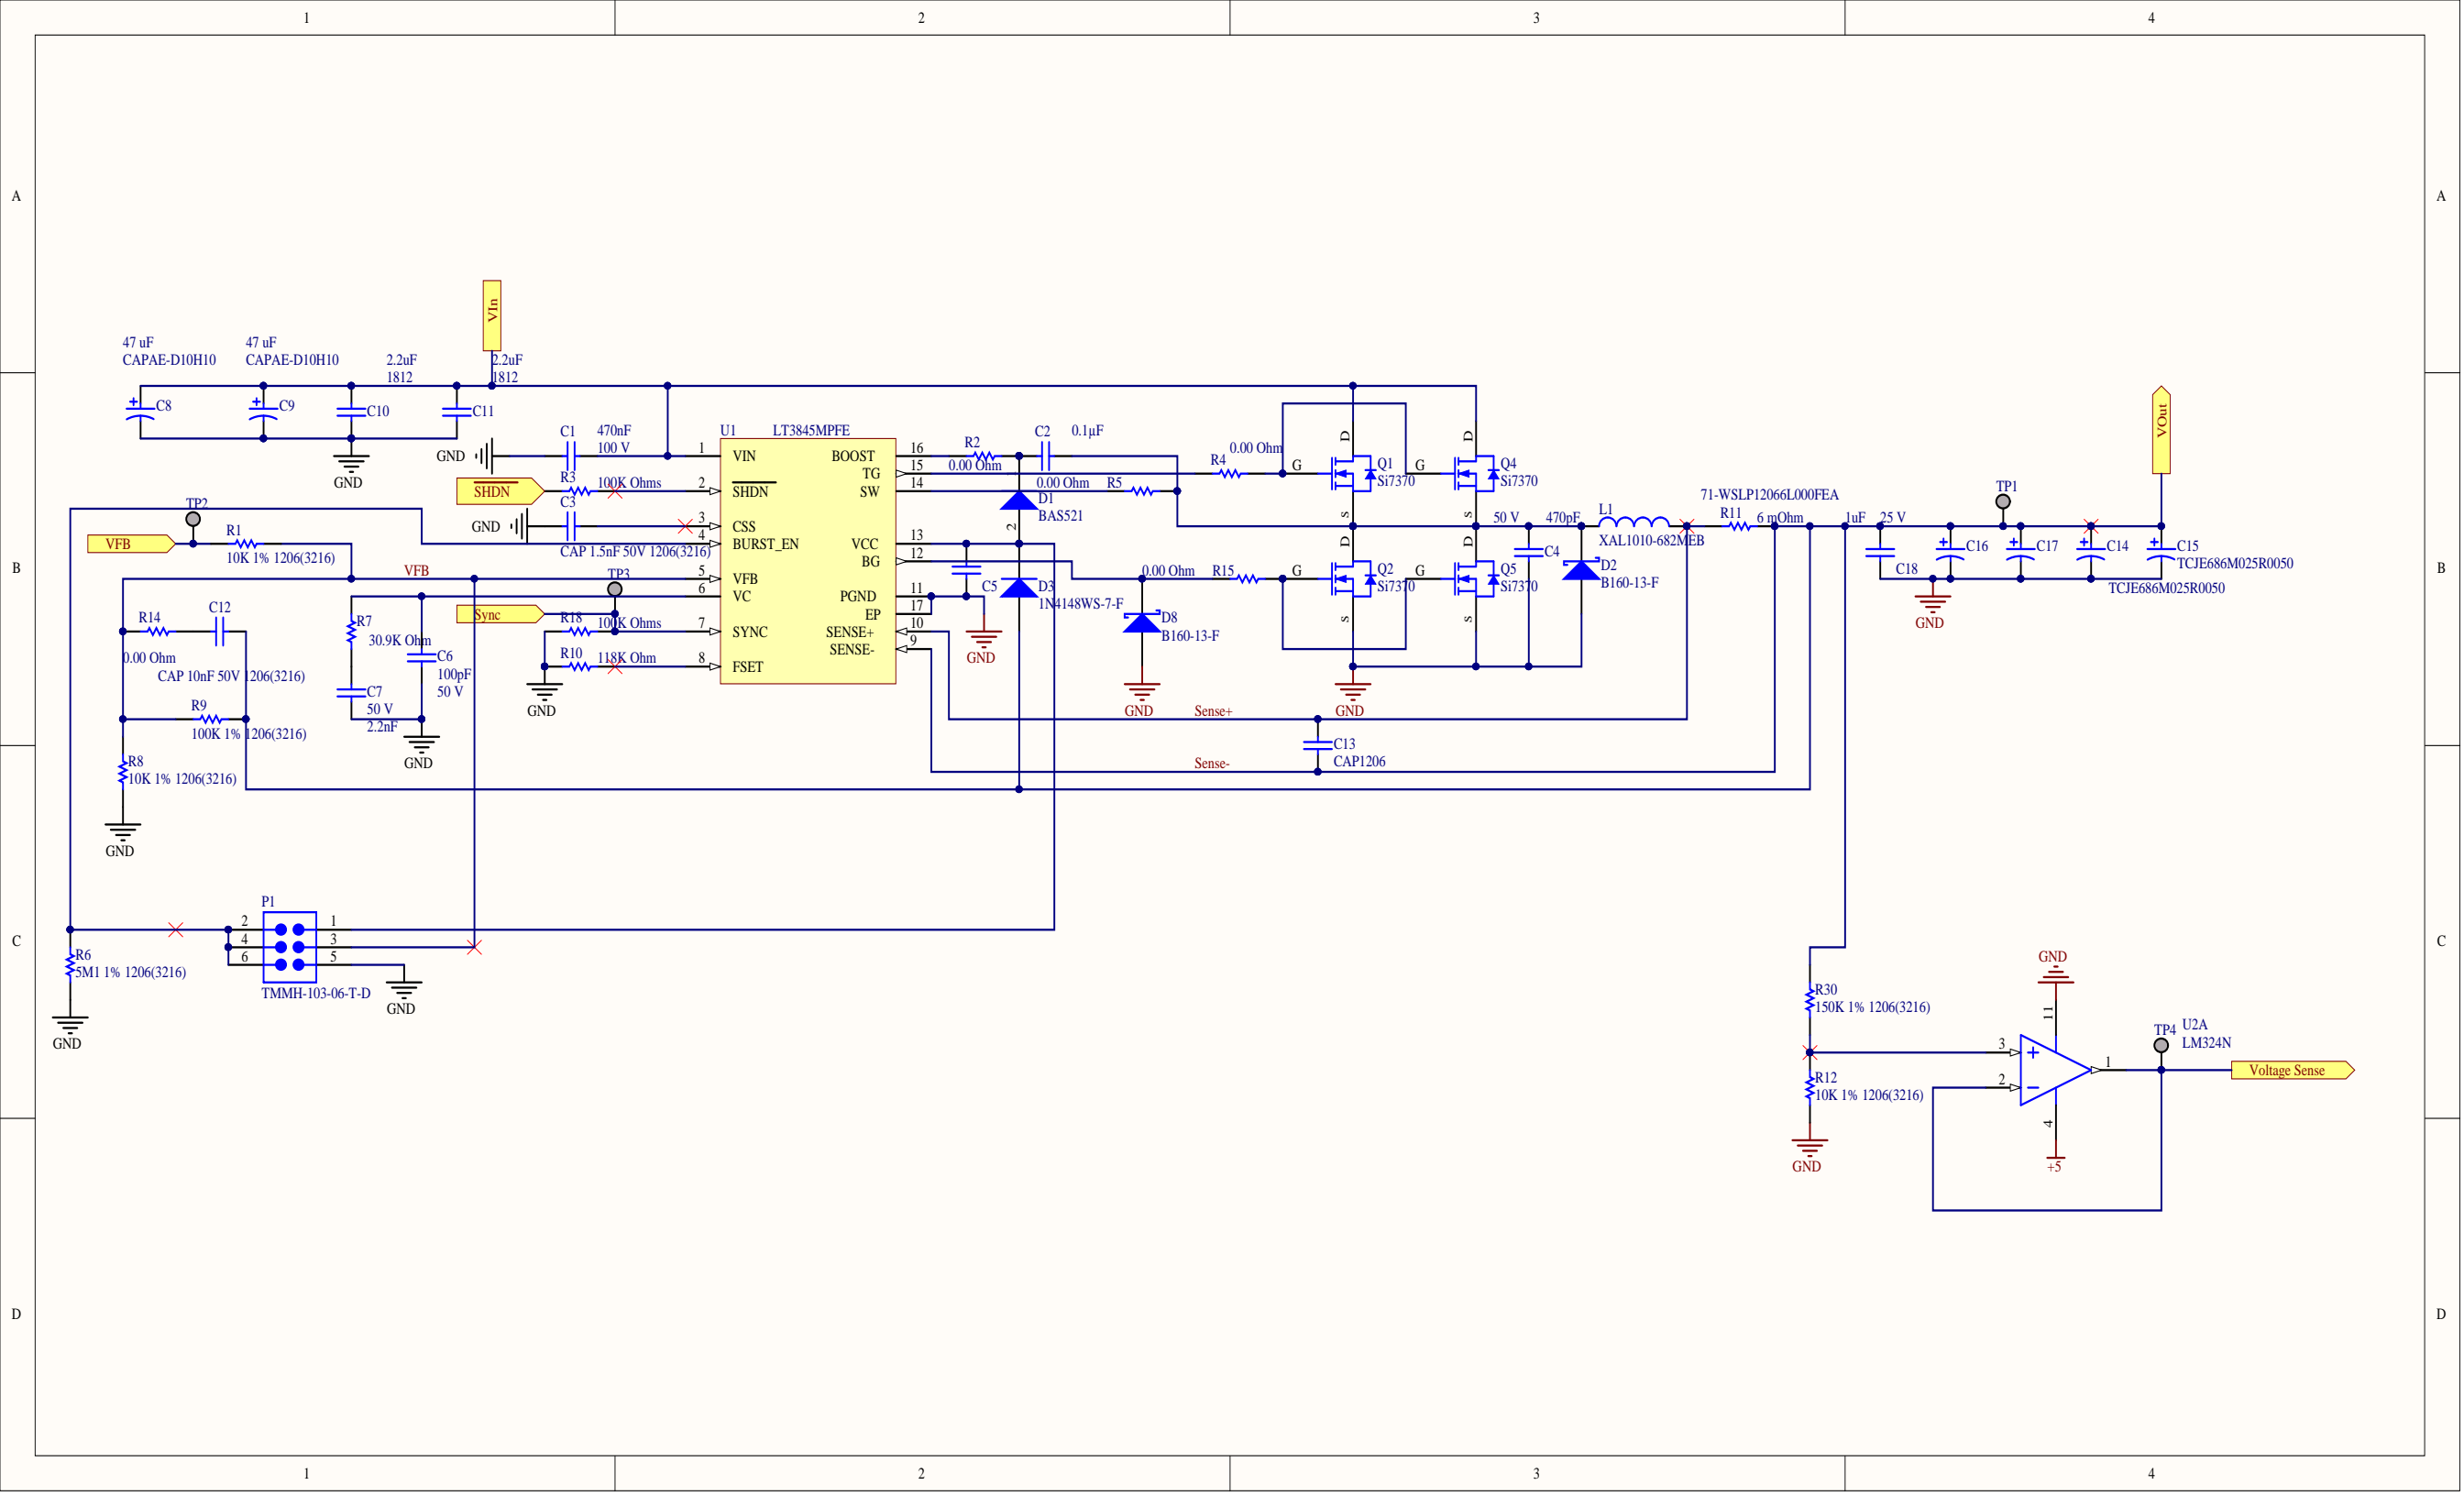 1 2 3 4
A A
VIn
47 uF
CAPAE-D10H10
47 uF
CAPAE-D10H10
2.2uF
1812
2.2uF
1812
C8
C9
C10
C11
GND
GND
C1
470nF
100 V
U1 LT3845MPFE
1 VIN
2 SHDN
3 CSS
4 BURST_EN
5 VFB
6 VC
7 SYNC
8 FSET
BOOST 16
TG 15
SW 14
VCC 13
BG 12
PGND 11
EP 17
SENSE+ 10
SENSE- 9
SHDN
R3
100K Ohms
C3
GND
CAP 1.5nF 50V 1206(3216)
TP2
VFB
R1
10K 1% 1206(3216)
VFB
TP3
Sync
R18
100K Ohms
R10
118K Ohm
GND
R14
0.00 Ohm
C12
CAP 10nF 50V 1206(3216)
R7
30.9K Ohm
C6
100pF
50 V
C7
50 V
2.2nF
GND
R9
100K 1% 1206(3216)
R8
10K 1% 1206(3216)
GND
R2
0.00 Ohm
C2
0.1µF
0.00 Ohm
R5
D1
BAS521
2
C5
D3
1N4148WS-7-F
GND
R4
0.00 Ohm
G
D
S
Q1
Si7370
G
D
S
Q4
Si7370
0.00 Ohm
R15
D8
B160-13-F
GND
G
D
S
Q2
Si7370
G
D
S
Q5
Si7370
GND
50 V
470pF
C4
D2
B160-13-F
L1
XAL1010-682MEB
71-WSLP12066L000FEA
R11
6 mOhm
1uF
25 V
C18
TP1
C16
C17
C14
C15
TCJE686M025R0050
TCJE686M025R0050
GND
VOut
Sense+
Sense-
C13
CAP1206
B B
P1
2
4
6
1
3
5
TMMH-103-06-T-D
GND
R6
5M1 1% 1206(3216)
GND
C C
R30
150K 1% 1206(3216)
R12
10K 1% 1206(3216)
GND
GND
11
3
2
1
4
+5
U2A
LM324N
TP4
Voltage Sense
D D
1 2 3 4